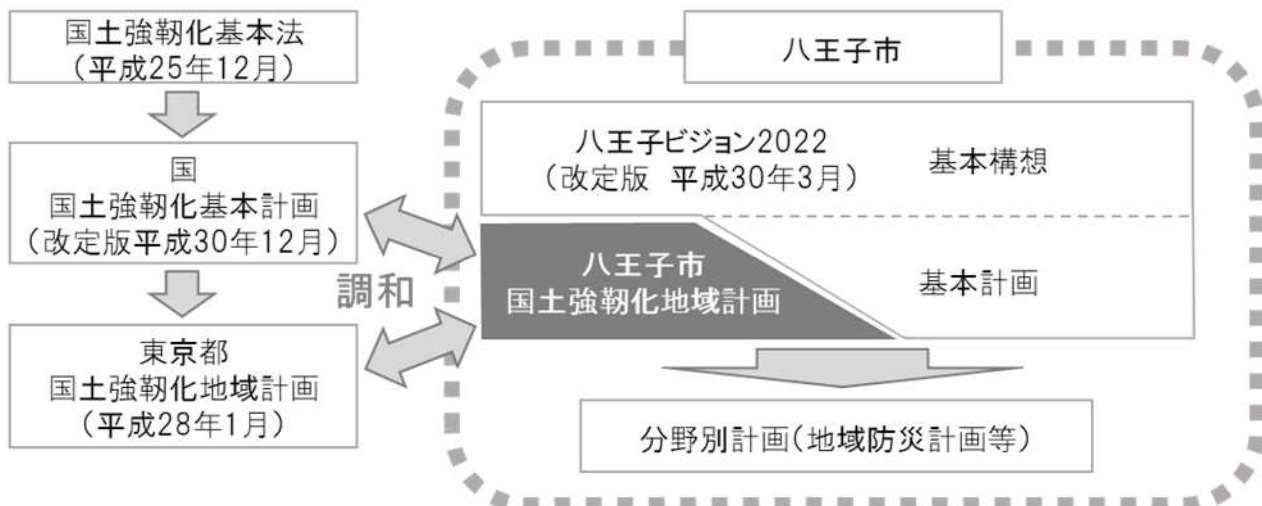 国土強靱化基本法
（平成25年12月）
国
国土強靱化基本計画
（改定版平成30年12月）
東京都
国土強靱化地域計画
（平成28年1月）
調和
八王子市
八王子ビジョン2022
（改定版 平成30年3月）
基本構想
八王子市
国土強靱化地域計画
基本計画
分野別計画（地域防災計画等）